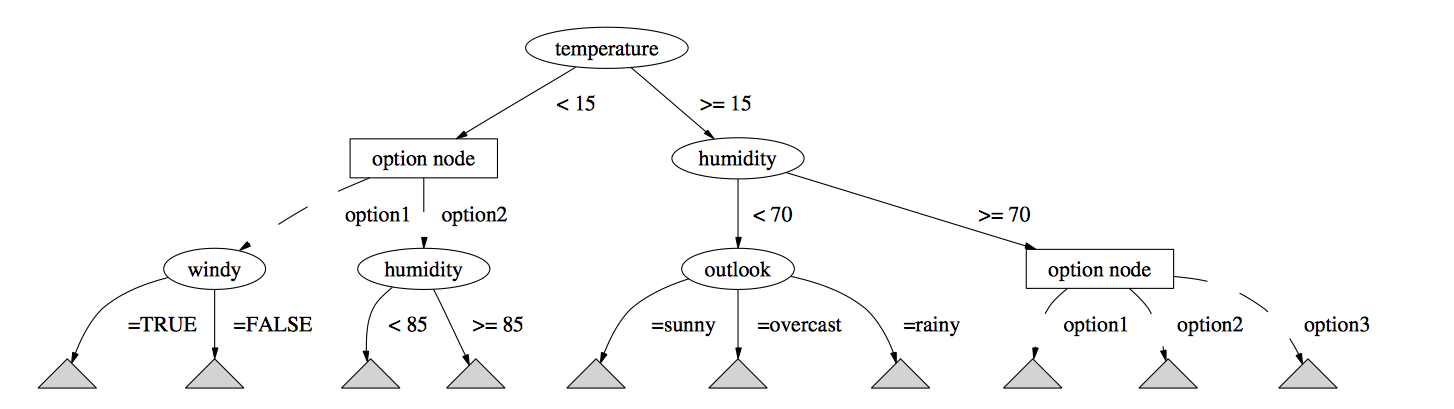 temperature
< 15
>= 15
option node
humidity
option1
option2
< 70
>= 70
windy
humidity
outlook
option node
=TRUE
=FALSE
< 85
>= 85
=sunny
=overcast
=rainy
option1
option2
option3